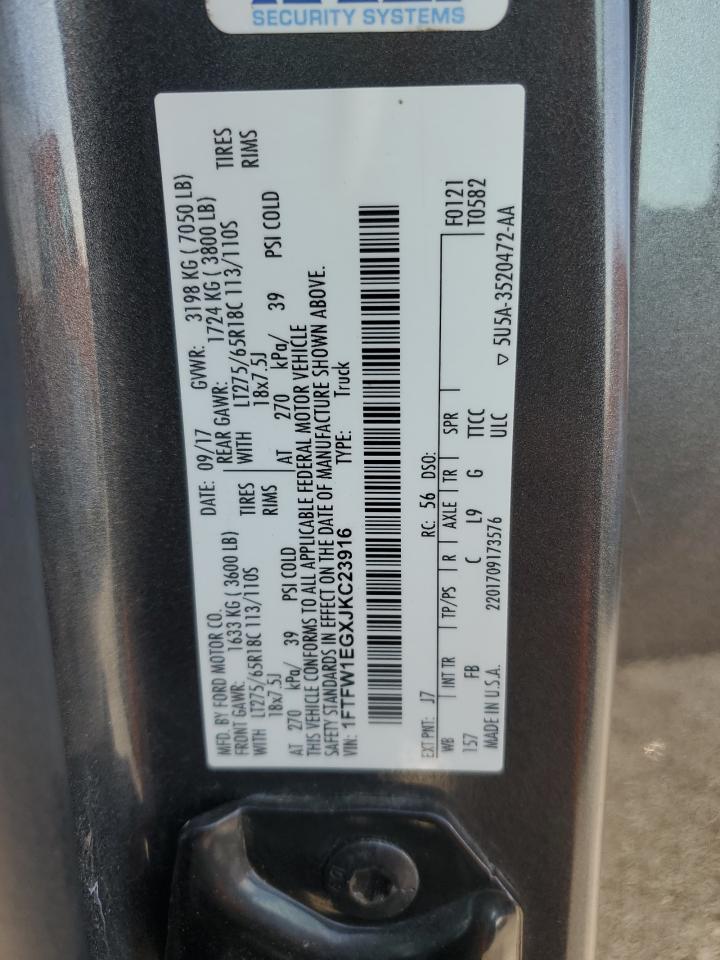 SECURITY SYSTEMS
MFD. BY FORD MOTOR CO.
DATE: 09/17 GVWR: 3198 KG ( 7050 LB)
FRONT GAWR: 1633 KG ( 3600 LB) REAR GAWR: 1724 KG ( 3800 LB)
WITH LT275/65R18C 113/110S TIRES WITH LT275/65R18C 113/110S TIRES
18x7.5J RIMS 18x7.5J RIMS
AT 270 kPa/ 39 PSI COLD AT 270 kPa/ 39 PSI COLD
THIS VEHICLE CONFORMS TO ALL APPLICABLE FEDERAL MOTOR VEHICLE
SAFETY STANDARDS IN EFFECT ON THE DATE OF MANUFACTURE SHOWN ABOVE.
VIN: 1FTFW1EGXJKC23916 TYPE: Truck
EXT PNT: J7 RC: 56 DSO: F0121
WB INT TR TP/PS R AXLE TR SPR T0582
157 FB C L9 G TTCC
MADE IN U.S.A. 2201709173576 ULC ▽ 5U5A-3520472-AA